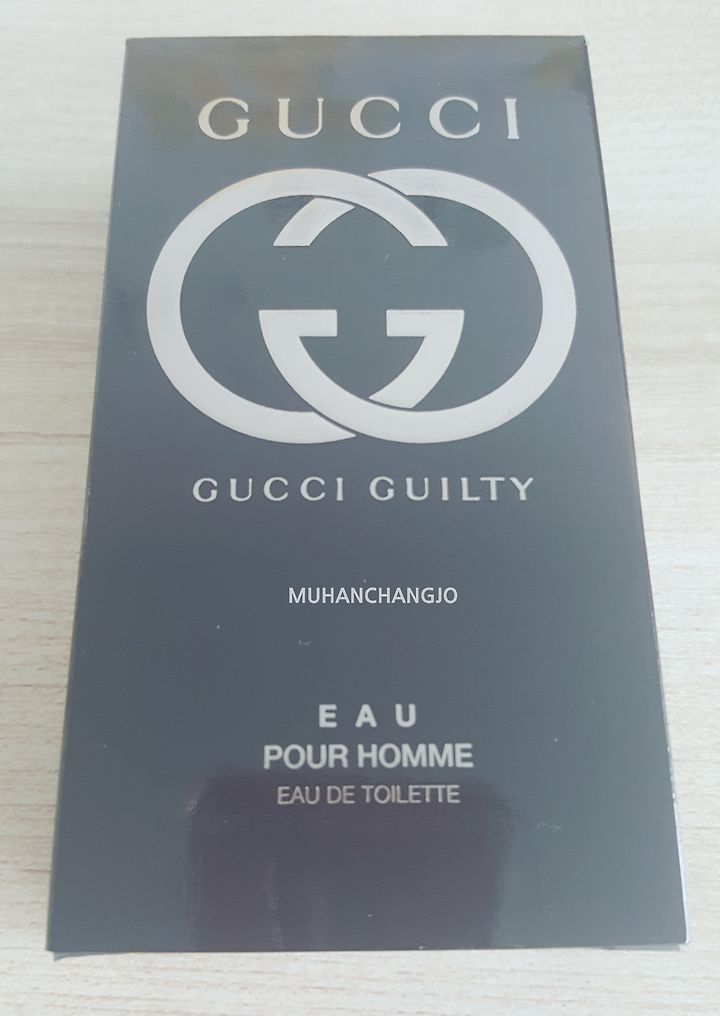 GUCCI
GUCCI GUILTY
MUHANCHANGJO
EAU
POUR HOMME
EAU DE TOILETTE